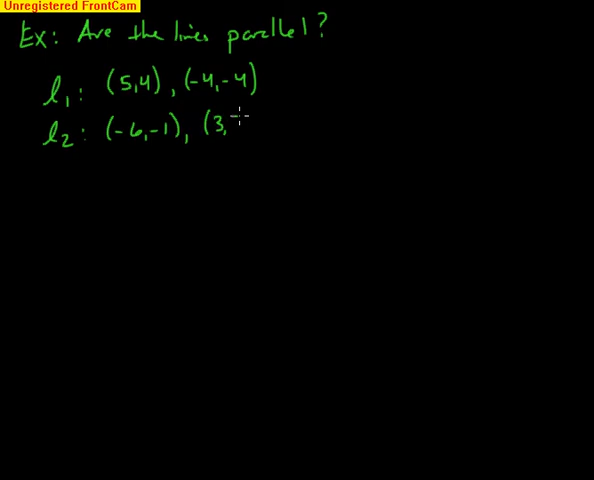 Unregistered FrontCam
Ex: Are the lines parallel?
l₁: (5,4), (-4,-4)
l₂: (-6,-1), (3,